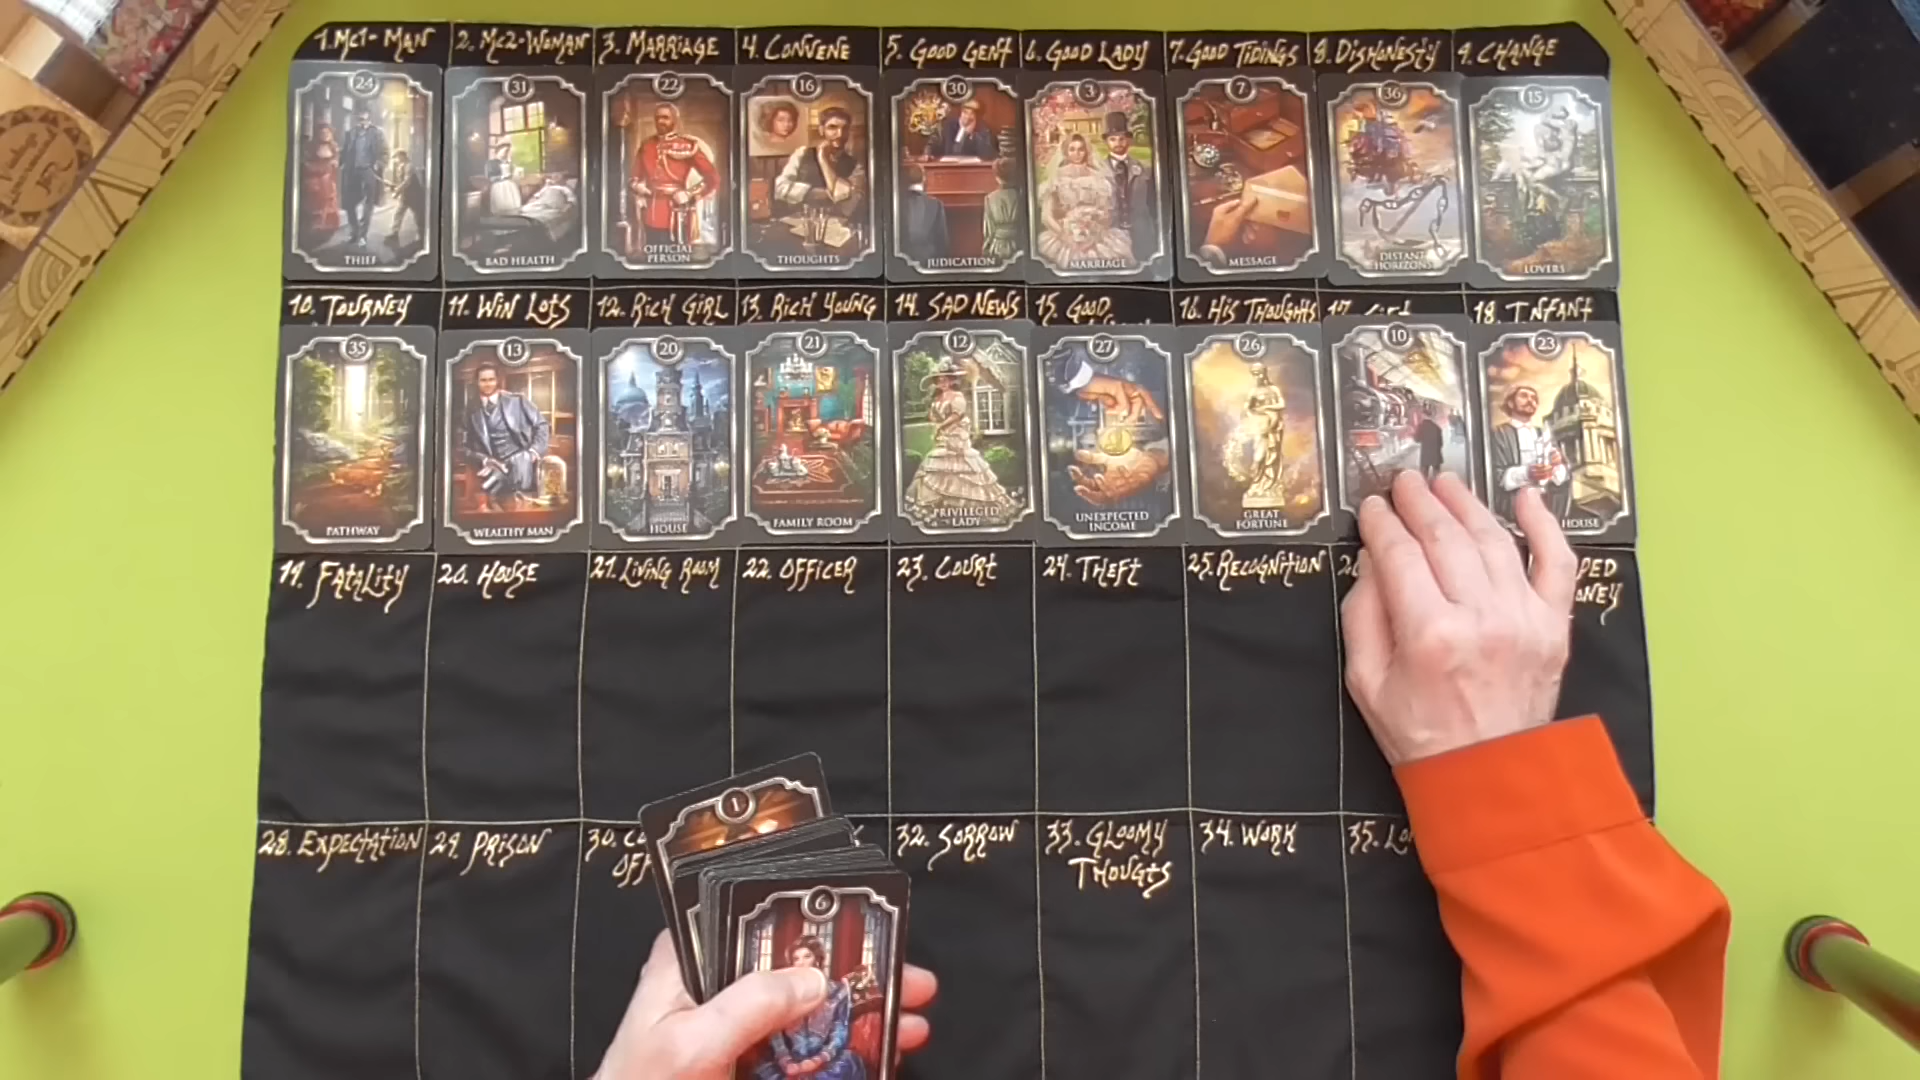 1. Mc1-MAN
2. Mc2-WOMAN
3. MARRIAGE
4. CONVENE
5. GOOD GENT
6. GOOD LADY
7. GOOD TIDINGS
8. DISHONESTY
9. CHANGE
24
THIEF
31
BAD HEALTH
22
OFFICIAL
PERSON
16
THOUGHTS
30
JUDICATION
3
MARRIAGE
7
MESSAGE
36
DISTANT
HORIZONS
15
LOVERS
10. JOURNEY
11. WIN LOTS
12. RICH GIRL
13. RICH YOUNG
14. SAD NEWS
15. GOOD
16. HIS THOUGHTS
17.
18. INFANT
35
PATHWAY
13
WEALTHY MAN
20
HOUSE
21
FAMILY ROOM
12
PRIVILEGED
LADY
27
UNEXPECTED
INCOME
26
GREAT
FORTUNE
10
23
HOUSE
19. FATALITY
20. HOUSE
21. LIVING ROOM
22. OFFICER
23. COURT
24. THEFT
25. RECOGNITION
28. EXPECTATION
29. PRISON
30.
32. SORROW
33. GLOOMY
THOUGTS
34. WORK
35.
1
6